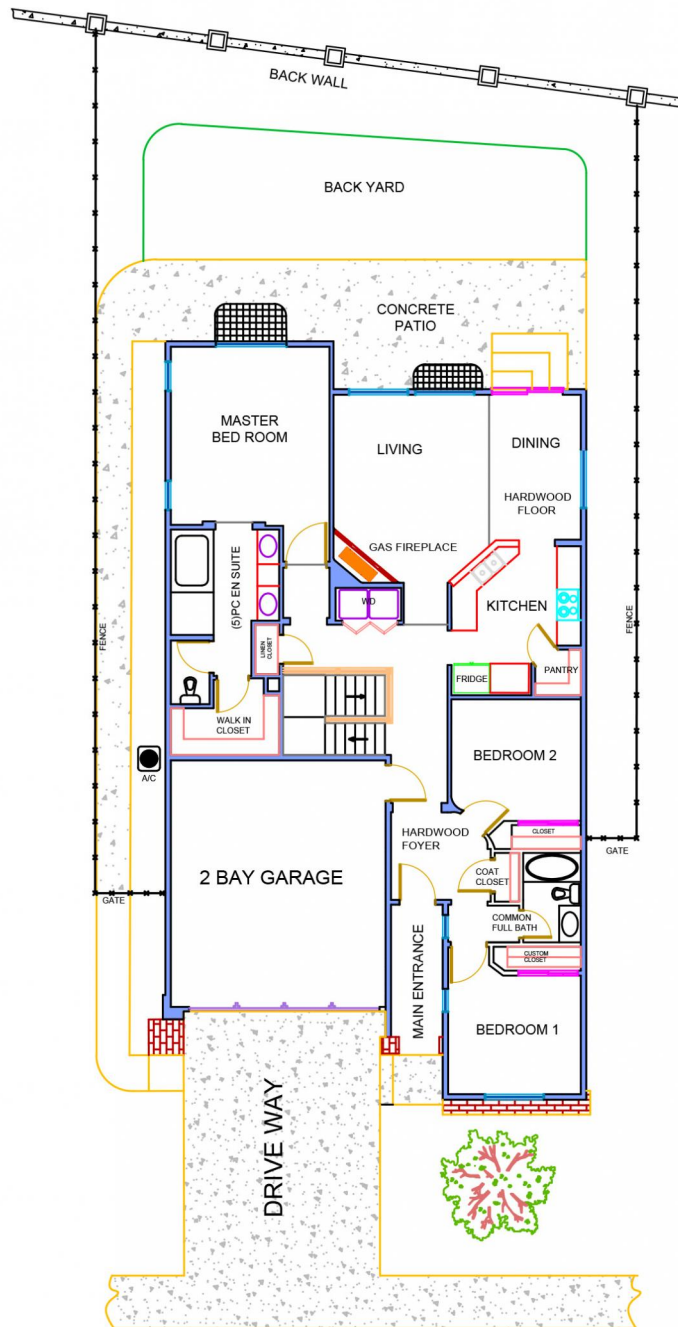 BACK WALL
BACK YARD
CONCRETE
PATIO
MASTER
BED ROOM
LIVING
DINING
HARDWOOD
FLOOR
GAS FIREPLACE
(5)PC EN SUITE
WD
KITCHEN
FENCE
FENCE
LINEN
CLOSET
FRIDGE
PANTRY
WALK IN
CLOSET
A/C
BEDROOM 2
HARDWOOD
FOYER
CLOSET
GATE
2 BAY GARAGE
COAT
CLOSET
GATE
COMMON
FULL BATH
CUSTOM
CLOSET
MAIN ENTRANCE
BEDROOM 1
DRIVE WAY